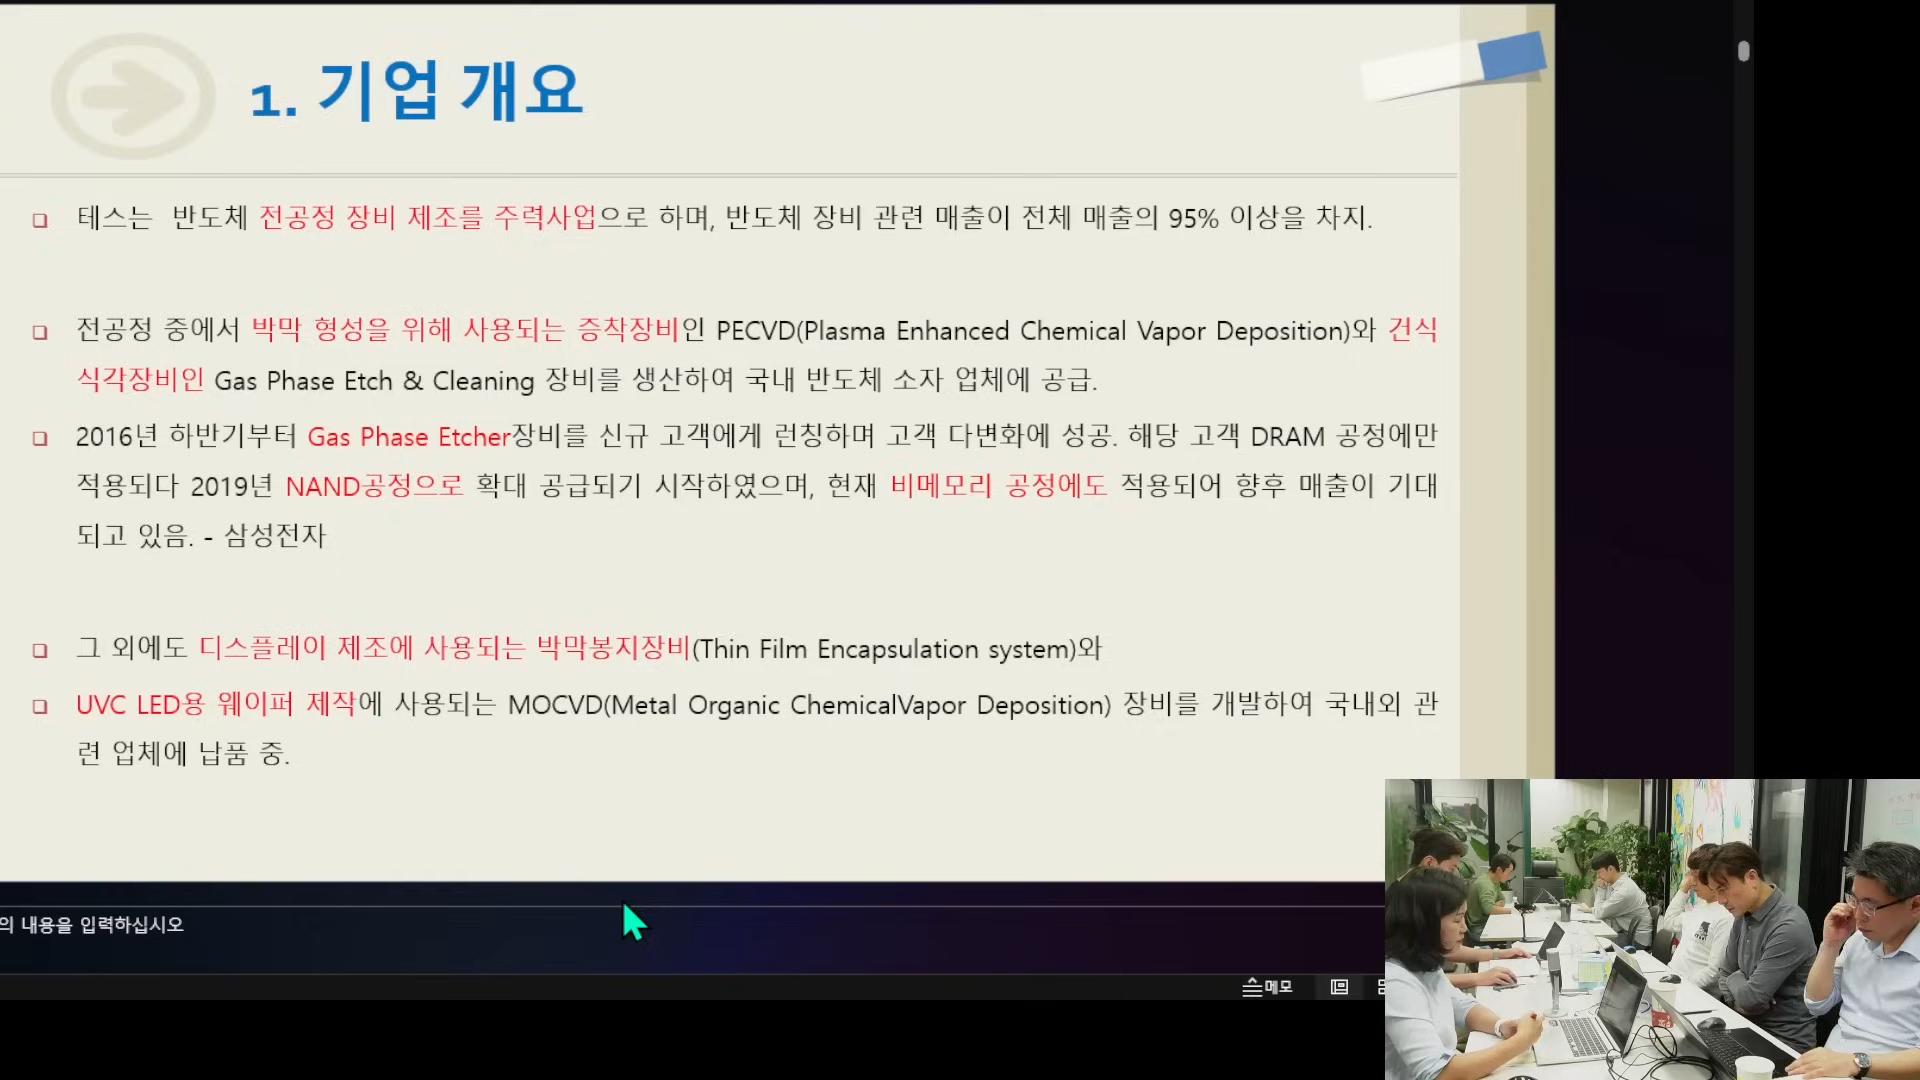 1. 기업 개요
❑ 테스는 반도체 전공정 장비 제조를 주력사업으로 하며, 반도체 장비 관련 매출이 전체 매출의 95% 이상을 차지.
❑ 전공정 중에서 박막 형성을 위해 사용되는 증착장비인 PECVD(Plasma Enhanced Chemical Vapor Deposition)와 건식
식각장비인 Gas Phase Etch & Cleaning 장비를 생산하여 국내 반도체 소자 업체에 공급.
❑ 2016년 하반기부터 Gas Phase Etcher장비를 신규 고객에게 런칭하며 고객 다변화에 성공. 해당 고객 DRAM 공정에만
적용되다 2019년 NAND공정으로 확대 공급되기 시작하였으며, 현재 비메모리 공정에도 적용되어 향후 매출이 기대
되고 있음. - 삼성전자
❑ 그 외에도 디스플레이 제조에 사용되는 박막봉지장비(Thin Film Encapsulation system)와
❑ UVC LED용 웨이퍼 제작에 사용되는 MOCVD(Metal Organic ChemicalVapor Deposition) 장비를 개발하여 국내외 관
련 업체에 납품 중.
의 내용을 입력하십시오
메모